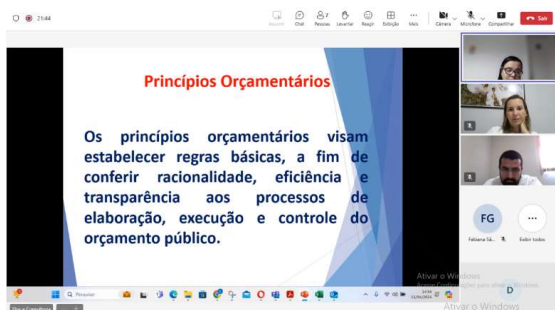 21:44
Chat
7
Pessoas
Levantar
Reagir
Exibição
Mais
Câmera
Microfone
Compartilhar
Sair
Princípios Orçamentários
Os princípios orçamentários visam
estabelecer regras básicas, a fim de
conferir racionalidade, eficiência e
transparência aos processos de
elaboração, execução e controle do
orçamento público.
FG
Exibir todos
D
Ativar o Windows
Pesquisar
Ativar o Windows